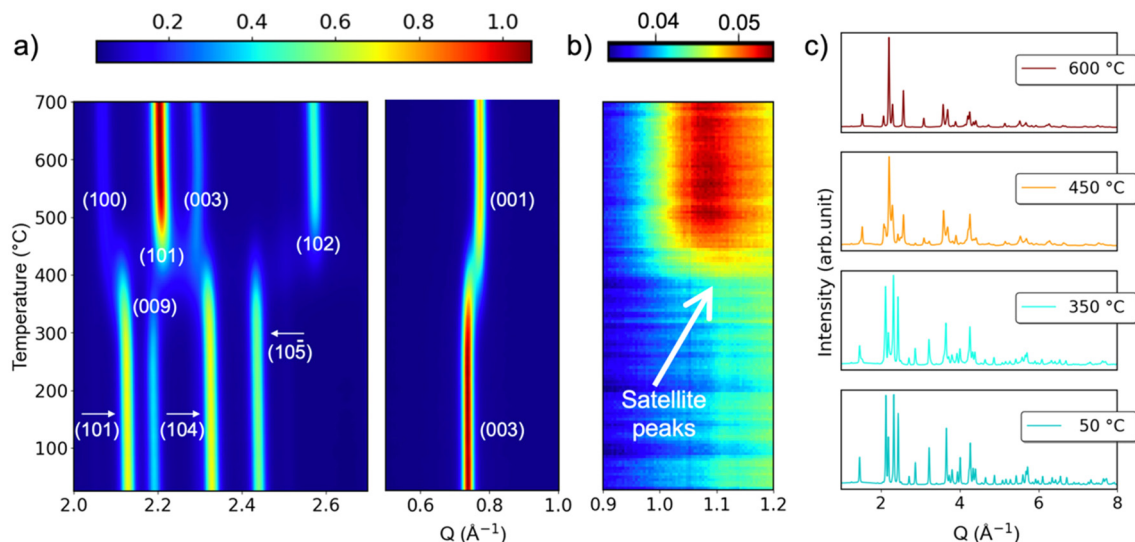 a)
0.2 0.4 0.6 0.8 1.0
b)
0.04 0.05
c)
Temperature (°C)
700
600
500
400
300
200
100
(100)
(003)
(101)
(102)
(009)
(105̄)
(101)
(104)
2.0 2.2 2.4 2.6
(001)
(003)
0.6 0.8 1.0
Q (Å⁻¹)
Satellite
peaks
0.9 1.0 1.1 1.2
Intensity (arb.unit)
600 °C
450 °C
350 °C
50 °C
2 4 6 8
Q (Å⁻¹)